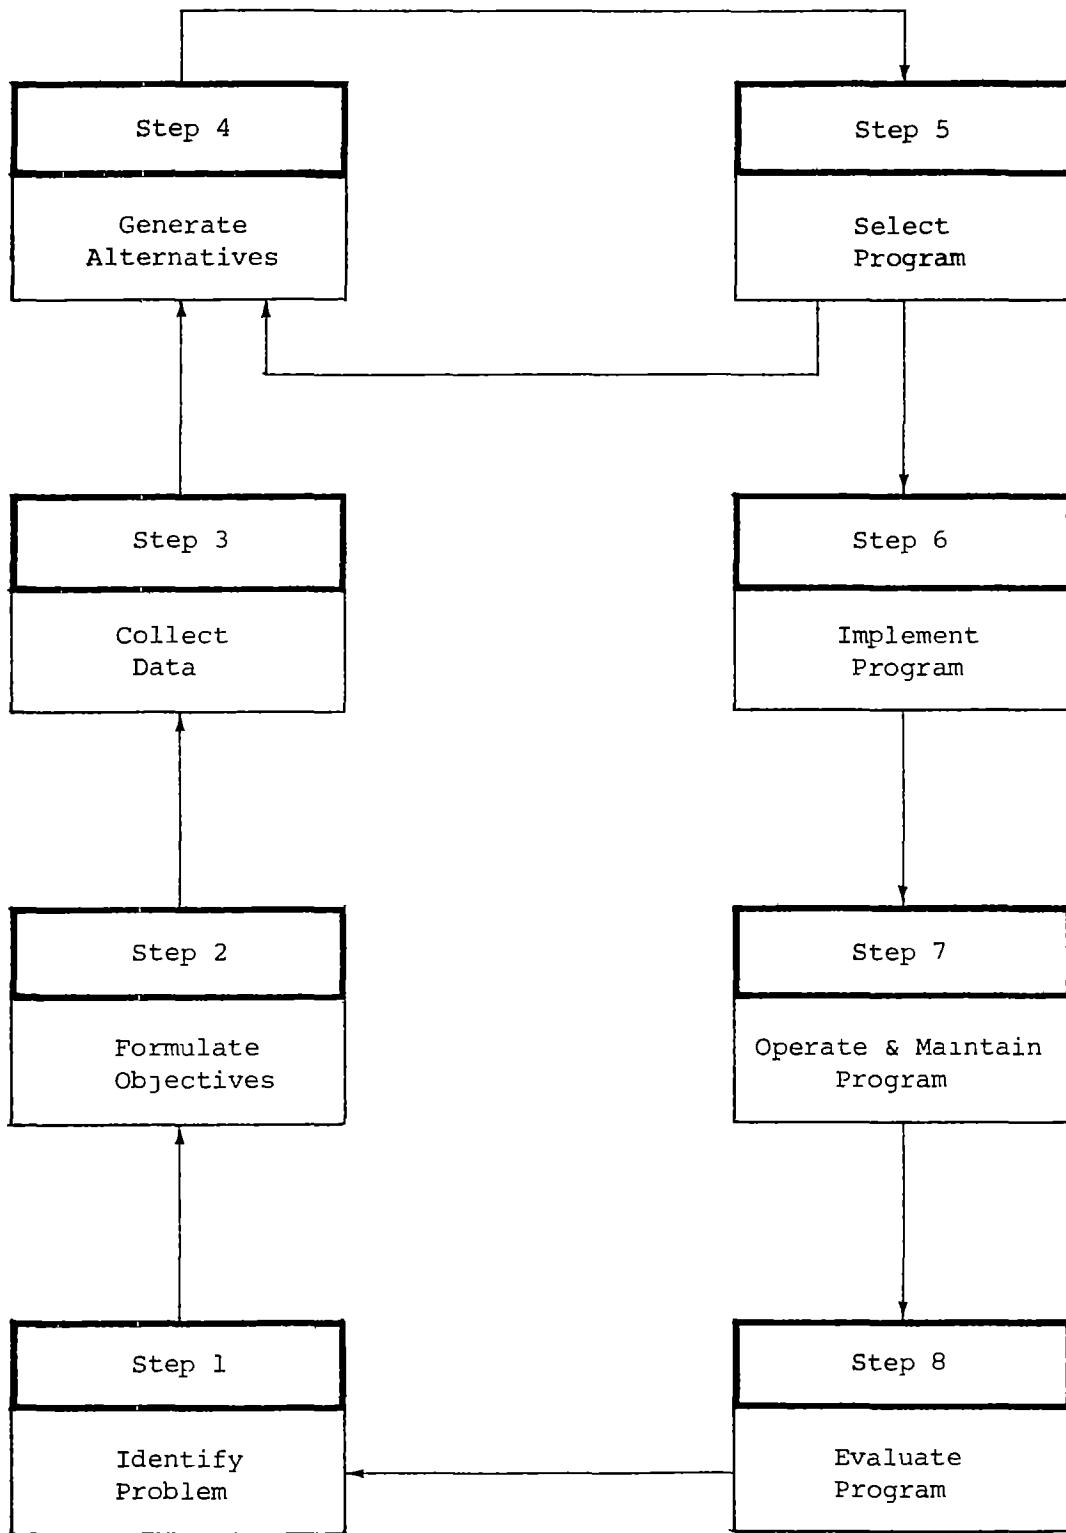 Step 4
Generate
Alternatives
Step 5
Select
Program
Step 3
Collect
Data
Step 6
Implement
Program
Step 2
Formulate
Objectives
Step 7
Operate & Maintain
Program
Step 1
Identify
Problem
Step 8
Evaluate
Program